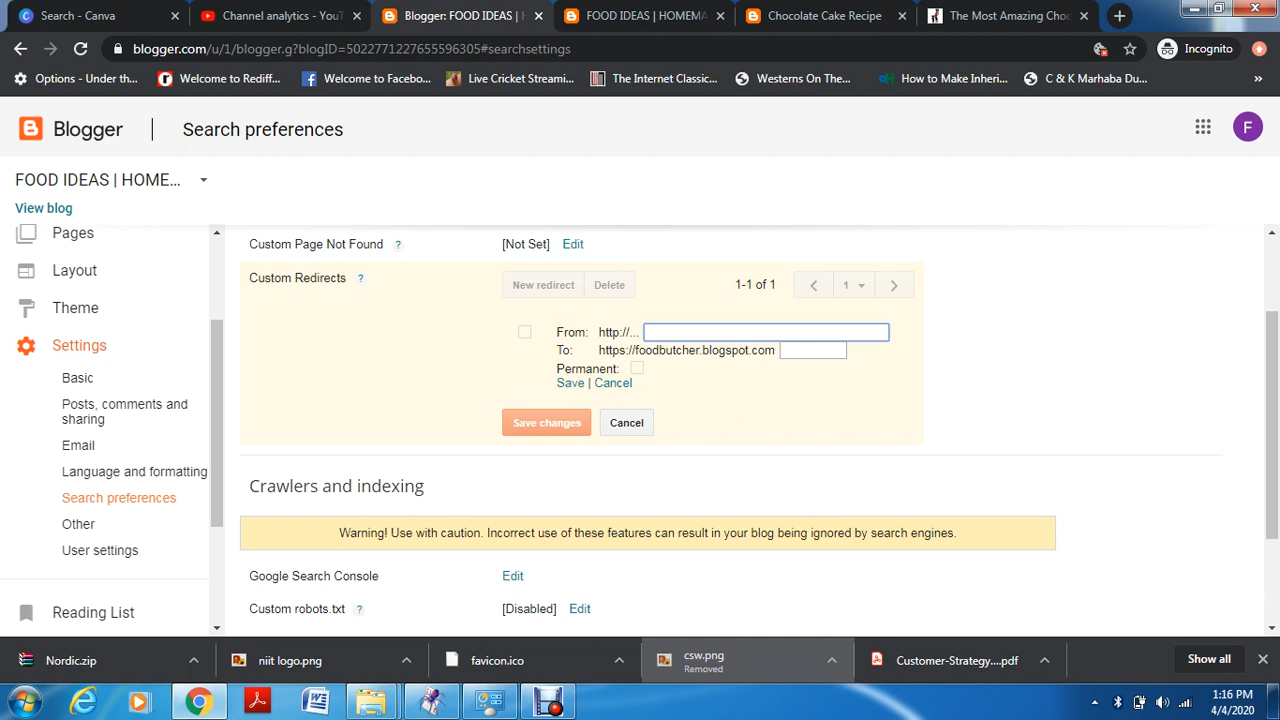 Search - Canva
Channel analytics - YouT
Blogger: FOOD IDEAS |
FOOD IDEAS | HOMEMA
Chocolate Cake Recipe
The Most Amazing Choc
blogger.com/u/1/blogger.g?blogID=5022771227655596305#searchsettings
Incognito
Options - Under th...
Welcome to Rediff...
Welcome to Facebo...
Live Cricket Streami...
The Internet Classic...
Westerns On The...
How to Make Inheri...
C & K Marhaba Du...
Blogger
Search preferences
F
FOOD IDEAS | HOME...
View blog
Pages
Custom Page Not Found ? [Not Set] Edit
Layout
Custom Redirects ?
New redirect
Delete
1-1 of 1
1
Theme
From: http://...
Settings
To: https://foodbutcher.blogspot.com
Permanent:
Basic
Save | Cancel
Posts, comments and
sharing
Save changes
Cancel
Email
Language and formatting
Crawlers and indexing
Search preferences
Other
Warning! Use with caution. Incorrect use of these features can result in your blog being ignored by search engines.
User settings
Google Search Console Edit
Reading List
Custom robots.txt ? [Disabled] Edit
Nordic.zip
niit logo.png
favicon.ico
csw.png
Removed
Customer-Strategy....pdf
Show all
1:16 PM
4/4/2020